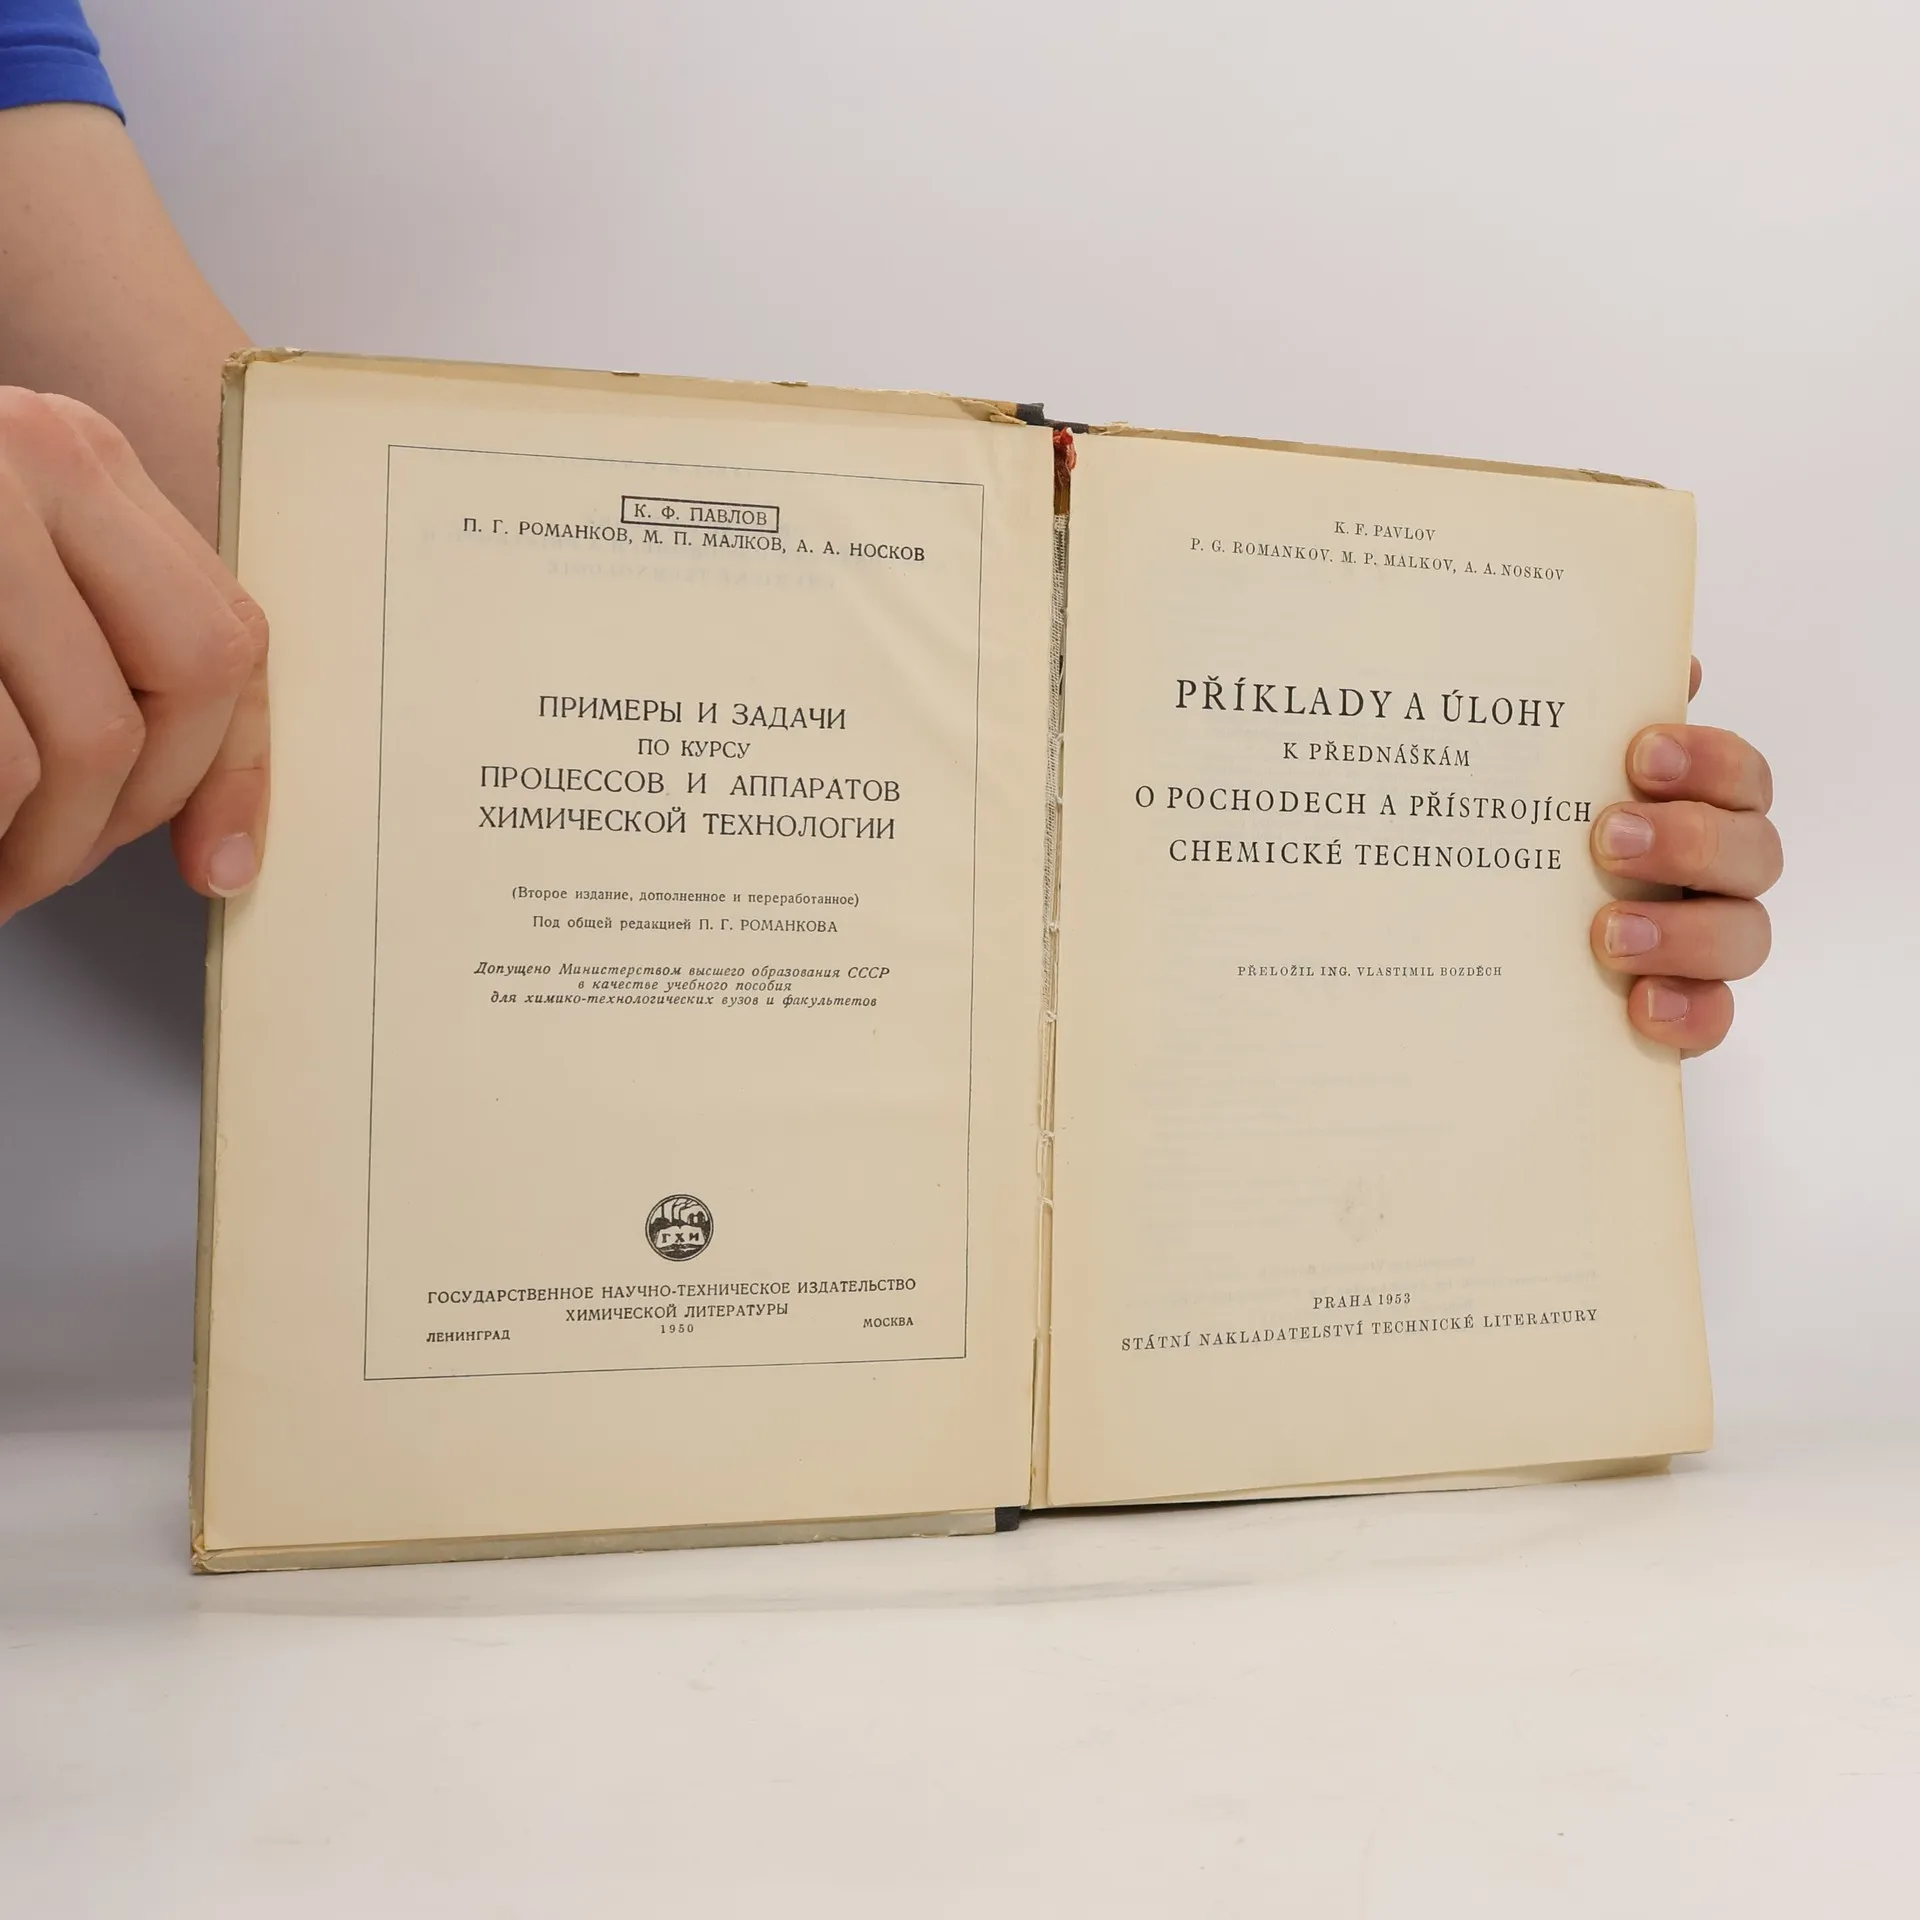 К. Ф. ПАВЛОВ
П. Г. РОМАНКОВ, М. П. МАЛКОВ, А. А. НОСКОВ
ПРИМЕРЫ И ЗАДАЧИ
ПО КУРСУ
ПРОЦЕССОВ И АППАРАТОВ
ХИМИЧЕСКОЙ ТЕХНОЛОГИИ
(Второе издание, дополненное и переработанное)
Под общей редакцией П. Г. РОМАНКОВА
Допущено Министерством высшего образования СССР
в качестве учебного пособия
для химико-технологических вузов и факультетов
ГХИ
ГОСУДАРСТВЕННОЕ НАУЧНО-ТЕХНИЧЕСКОЕ ИЗДАТЕЛЬСТВО
ХИМИЧЕСКОЙ ЛИТЕРАТУРЫ
ЛЕНИНГРАД 1950 МОСКВА
K. F. PAVLOV
P. G. ROMANKOV. M. P. MALKOV, A. A. NOSKOV
PŘÍKLADY A ÚLOHY
K PŘEDNÁŠKÁM
O POCHODECH A PŘÍSTROJÍCH
CHEMICKÉ TECHNOLOGIE
PŘELOŽIL ING. VLASTIMIL BOZDĚCH
PRAHA 1953
STÁTNÍ NAKLADATELSTVÍ TECHNICKÉ LITERATURY